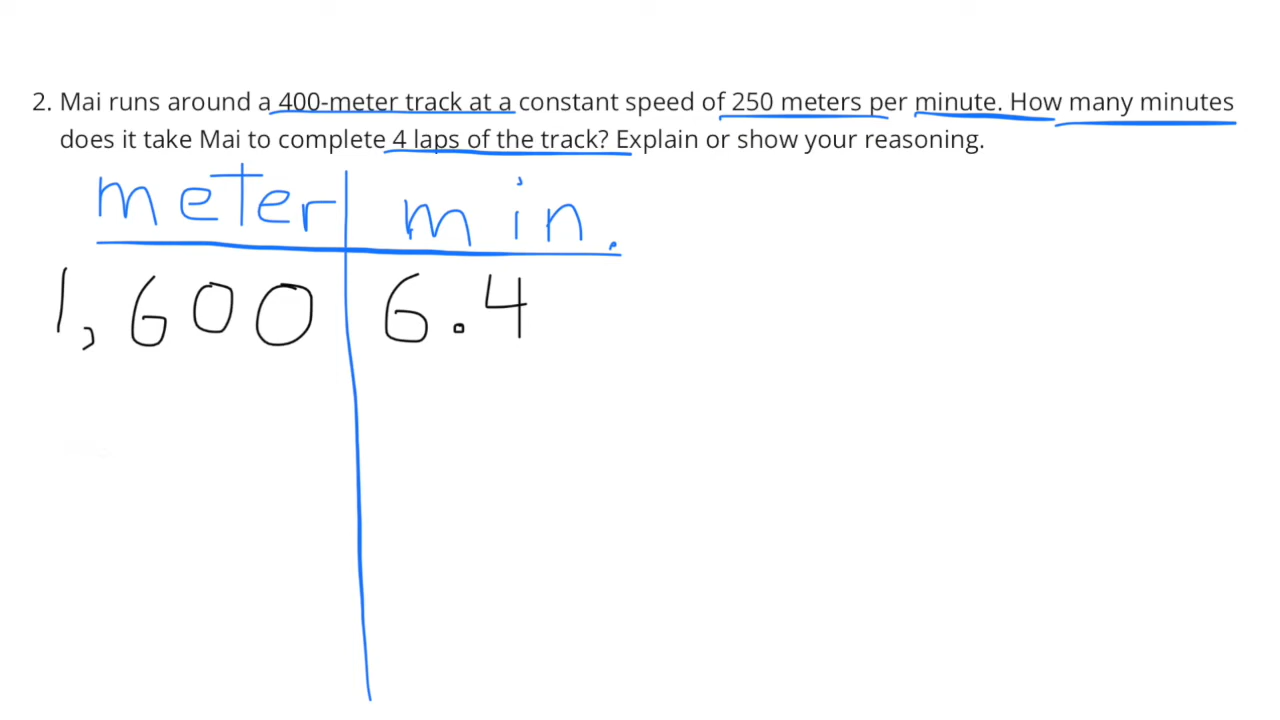 2. Mai runs around a 400-meter track at a constant speed of 250 meters per minute. How many minutes
does it take Mai to complete 4 laps of the track? Explain or show your reasoning.
meter min.
1,600 6.4